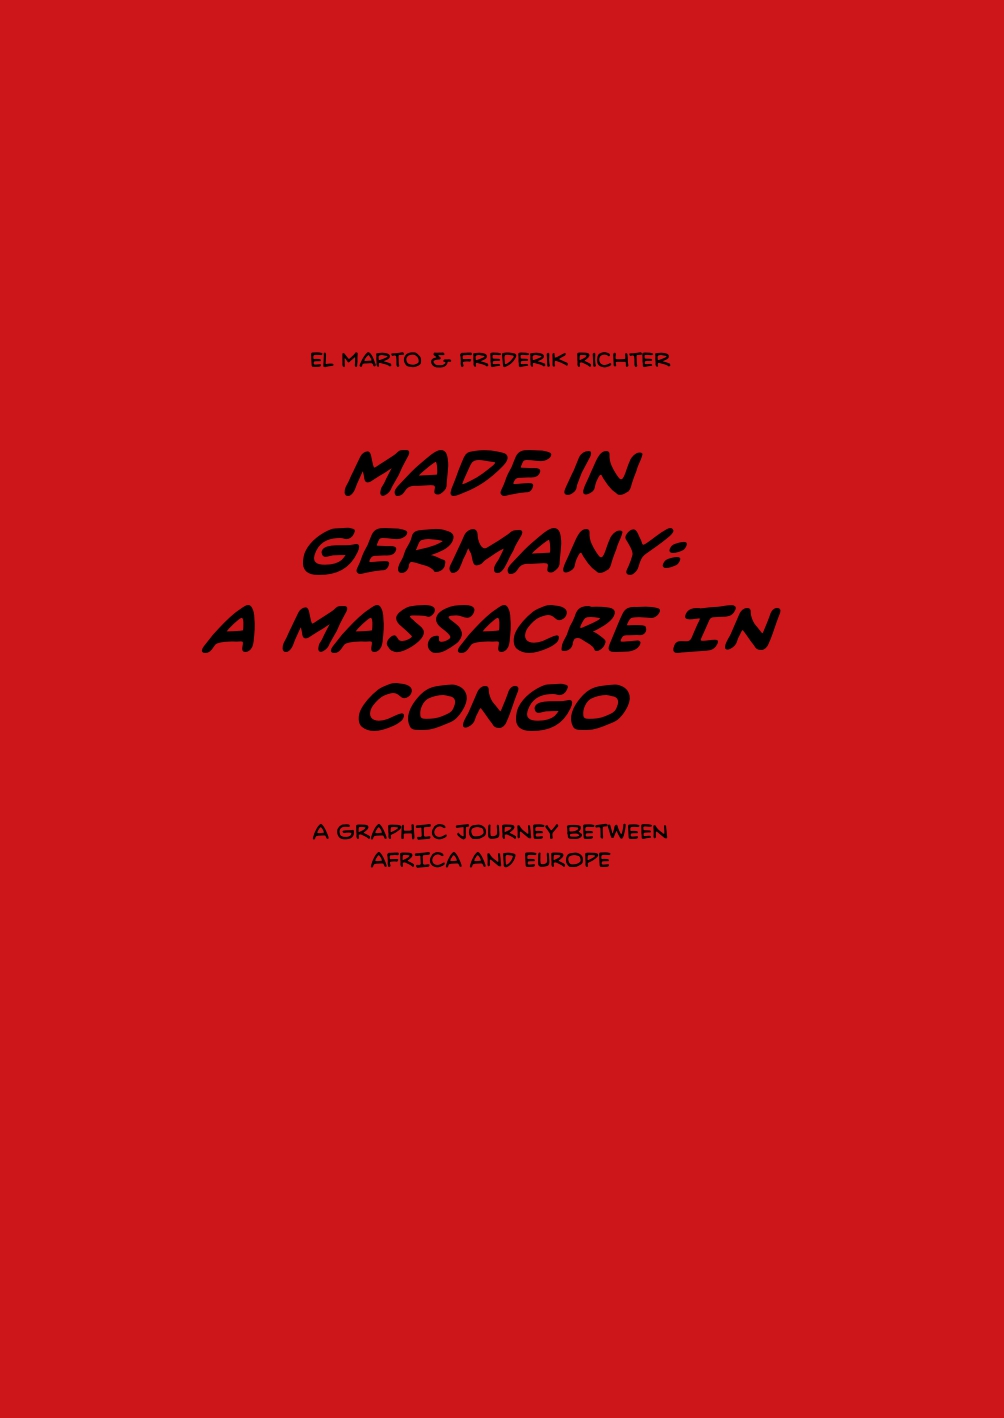 EL MARTO & FREDERIK RICHTER
MADE IN
GERMANY:
A MASSACRE IN
CONGO
A GRAPHIC JOURNEY BETWEEN
AFRICA AND EUROPE